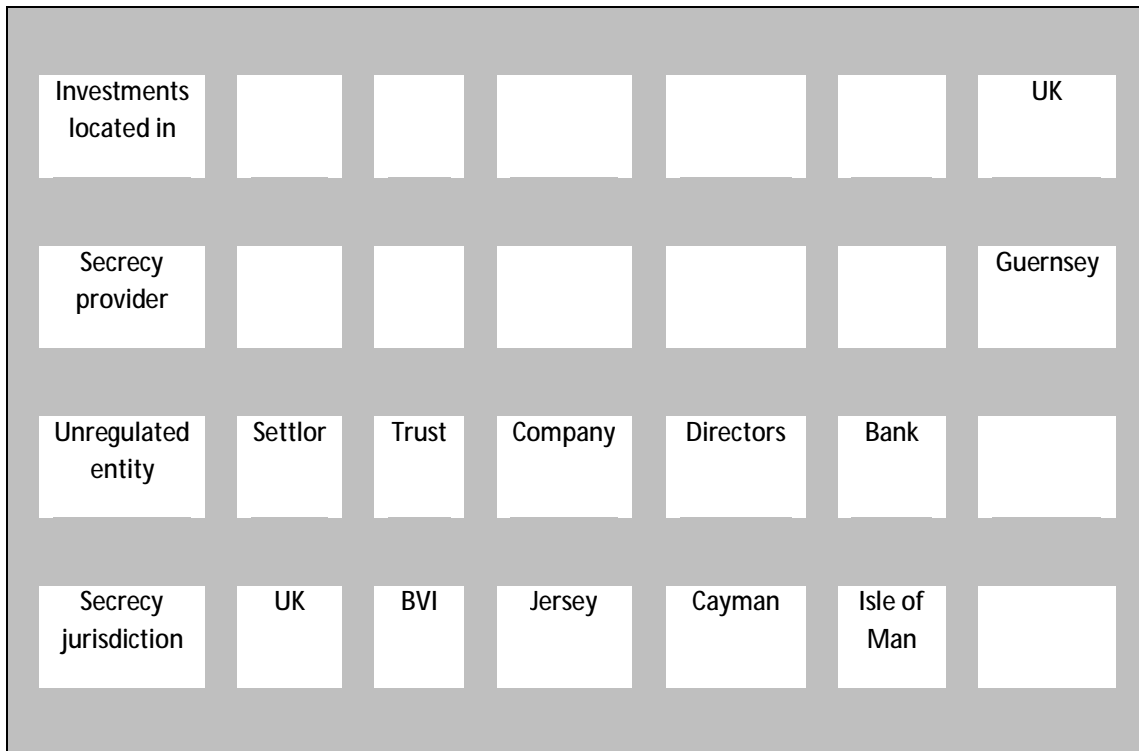 Investments located in UK
Secrecy provider Guernsey
Unregulated entity Settlor Trust Company Directors Bank
Secrecy jurisdiction UK BVI Jersey Cayman Isle of Man